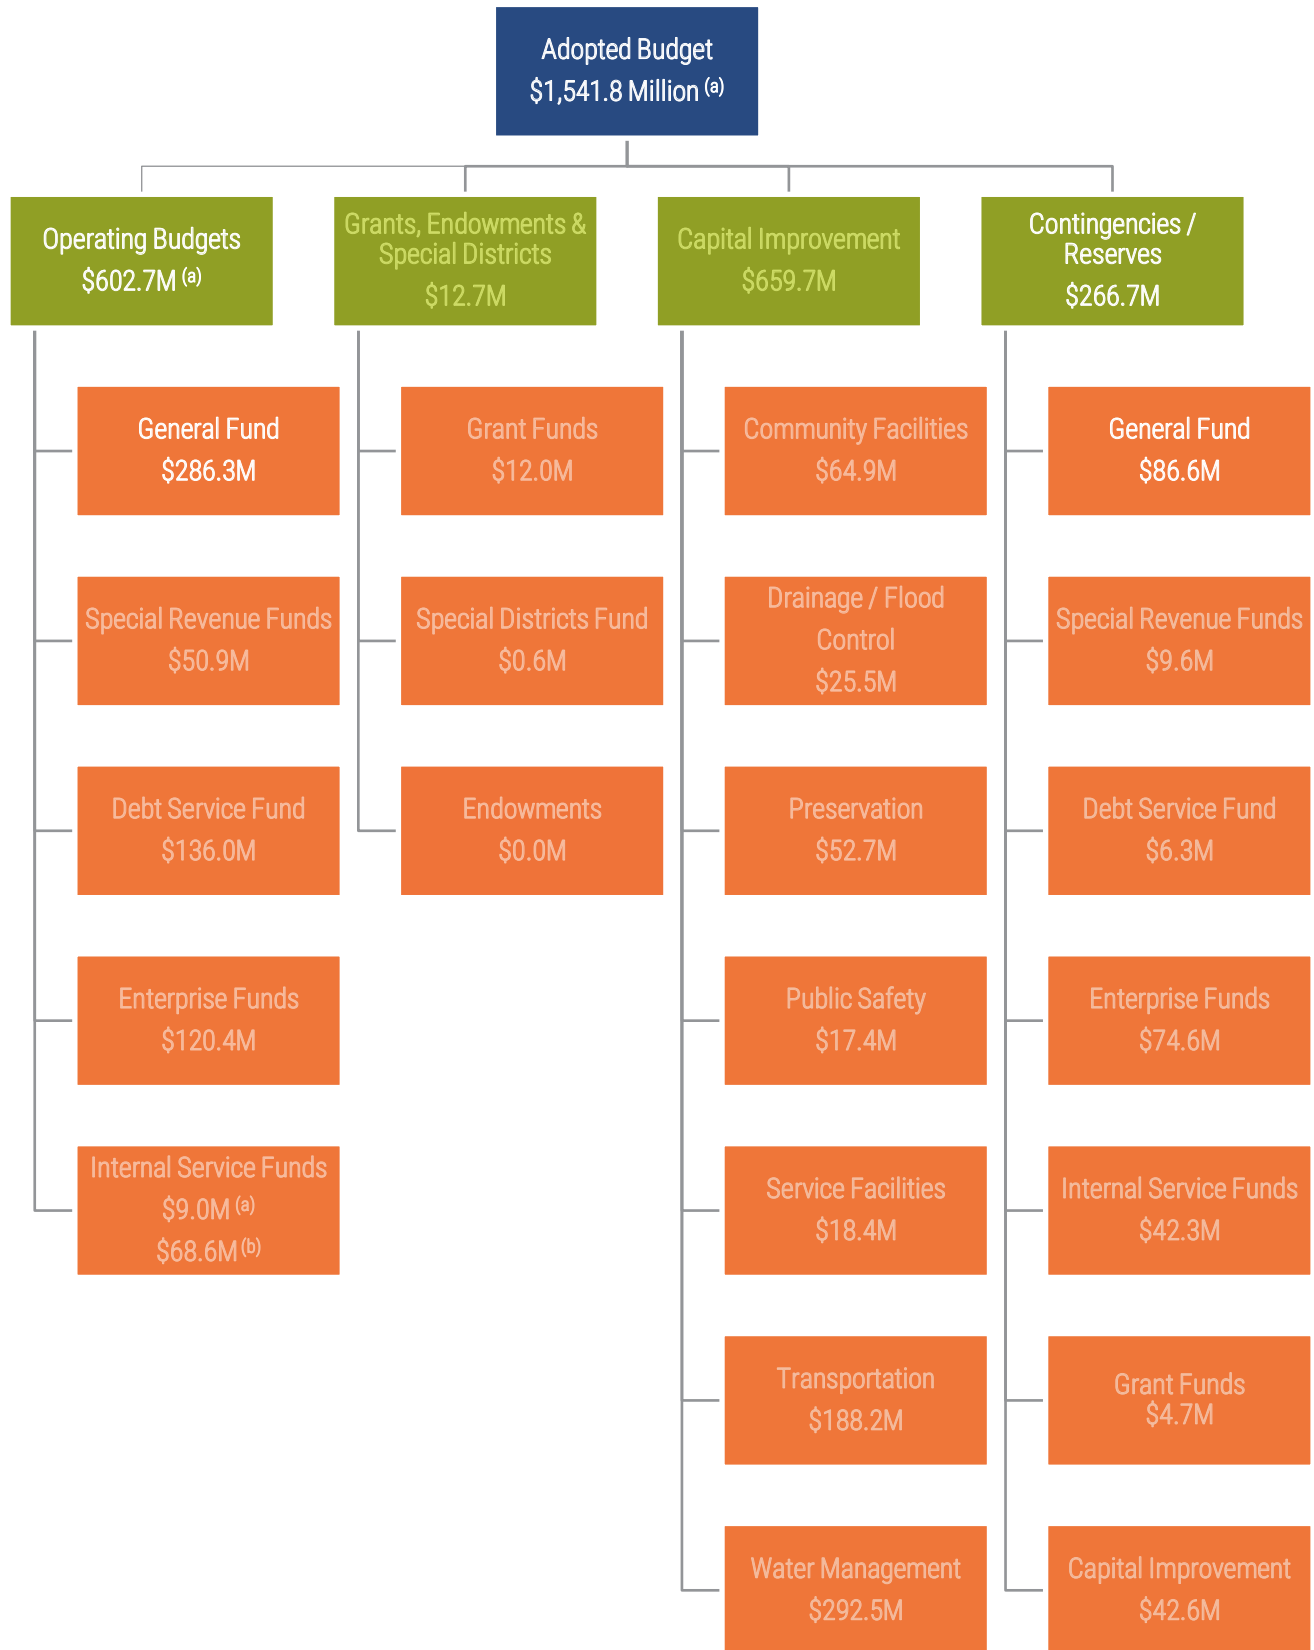 Adopted Budget
$1,541.8 Million (a)
Operating Budgets
$602.7M (a)
Grants, Endowments &
Special Districts
$12.7M
Capital Improvement
$659.7M
Contingencies /
Reserves
$266.7M
General Fund
$286.3M
Special Revenue Funds
$50.9M
Debt Service Fund
$136.0M
Enterprise Funds
$120.4M
Internal Service Funds
$9.0M (a)
$68.6M (b)
Grant Funds
$12.0M
Special Districts Fund
$0.6M
Endowments
$0.0M
Community Facilities
$64.9M
Drainage / Flood
Control
$25.5M
Preservation
$52.7M
Public Safety
$17.4M
Service Facilities
$18.4M
Transportation
$188.2M
Water Management
$292.5M
General Fund
$86.6M
Special Revenue Funds
$9.6M
Debt Service Fund
$6.3M
Enterprise Funds
$74.6M
Internal Service Funds
$42.3M
Grant Funds
$4.7M
Capital Improvement
$42.6M